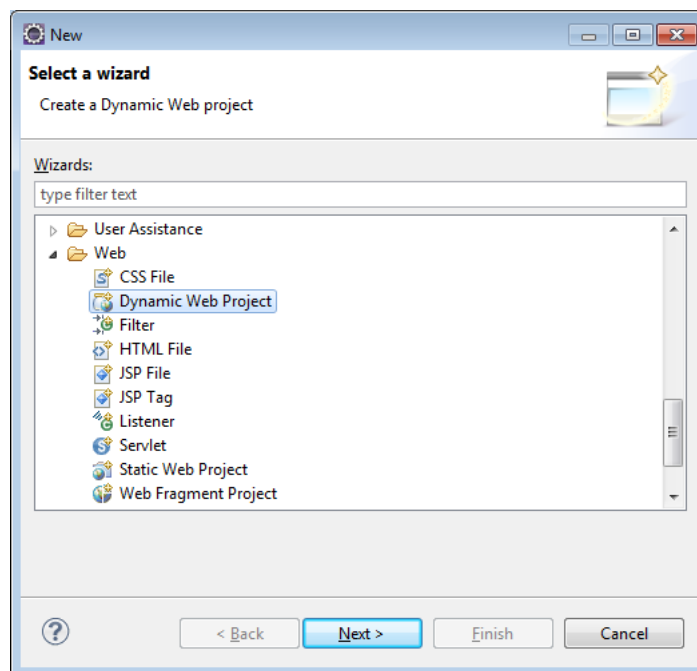 New
Select a wizard
Create a Dynamic Web project
Wizards:
type filter text
User Assistance
Web
CSS File
Dynamic Web Project
Filter
HTML File
JSP File
JSP Tag
Listener
Servlet
Static Web Project
Web Fragment Project
? < Back Next > Finish Cancel